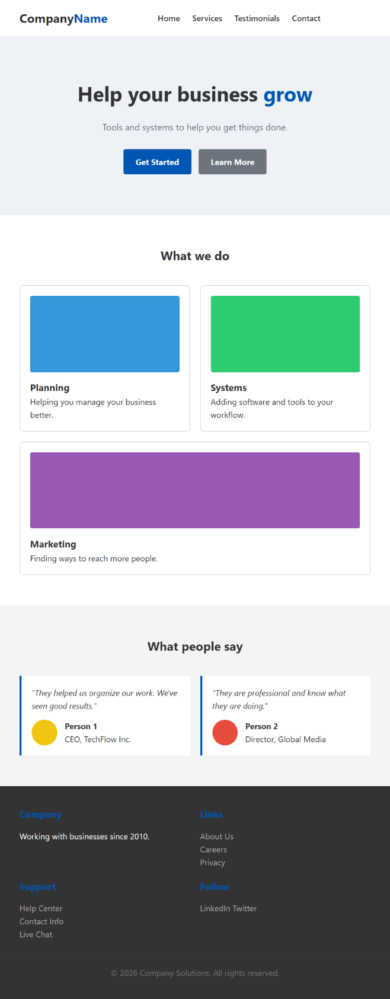 CompanyName
Home Services Testimonials Contact
Help your business grow
Tools and systems to help you get things done.
Get Started
Learn More
What we do
Planning
Helping you manage your business
better.
Systems
Adding software and tools to your
workflow.
Marketing
Finding ways to reach more people.
What people say
"They helped us organize our work. We've
seen good results."
Person 1
CEO, TechFlow Inc.
"They are professional and know what
they are doing."
Person 2
Director, Global Media
Company
Working with businesses since 2010.
Links
About Us
Careers
Privacy
Support
Help Center
Contact Info
Live Chat
Follow
LinkedIn Twitter
© 2026 Company Solutions. All rights reserved.